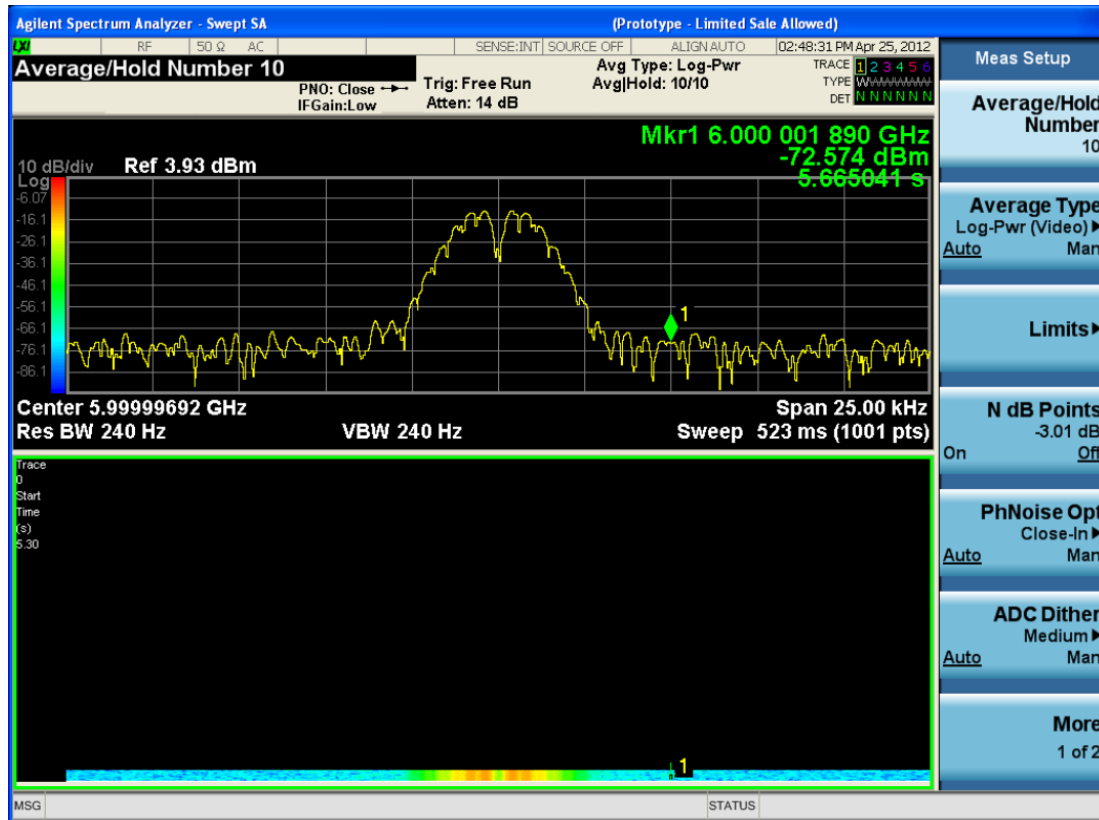 Agilent Spectrum Analyzer - Swept SA (Prototype - Limited Sale Allowed)
LXI RF 50 Ω AC SENSE:INT SOURCE OFF ALIGN AUTO 02:48:31 PM Apr 25, 2012
Average/Hold Number 10
PNO: Close
IFGain:Low
Trig: Free Run
Atten: 14 dB
Avg Type: Log-Pwr
Avg|Hold: 10/10
TRACE 1 2 3 4 5 6
TYPE WWWWWW
DET N N N N N N
Mkr1 6.000 001 890 GHz
-72.574 dBm
5.665041 s
10 dB/div Ref 3.93 dBm
Log
-6.07
-16.1
-26.1
-36.1
-46.1
-56.1
-66.1
-76.1
-86.1
1
Center 5.99999692 GHz Span 25.00 kHz
Res BW 240 Hz VBW 240 Hz Sweep 523 ms (1001 pts)
Trace
0
Start
Time
(s)
5.30
1
MSG STATUS
Meas Setup
Average/Hold
Number
10
Average Type
Log-Pwr (Video)
Auto Man
Limits
N dB Points
-3.01 dB
On Off
PhNoise Opt
Close-In
Auto Man
ADC Dither
Medium
Auto Man
More
1 of 2